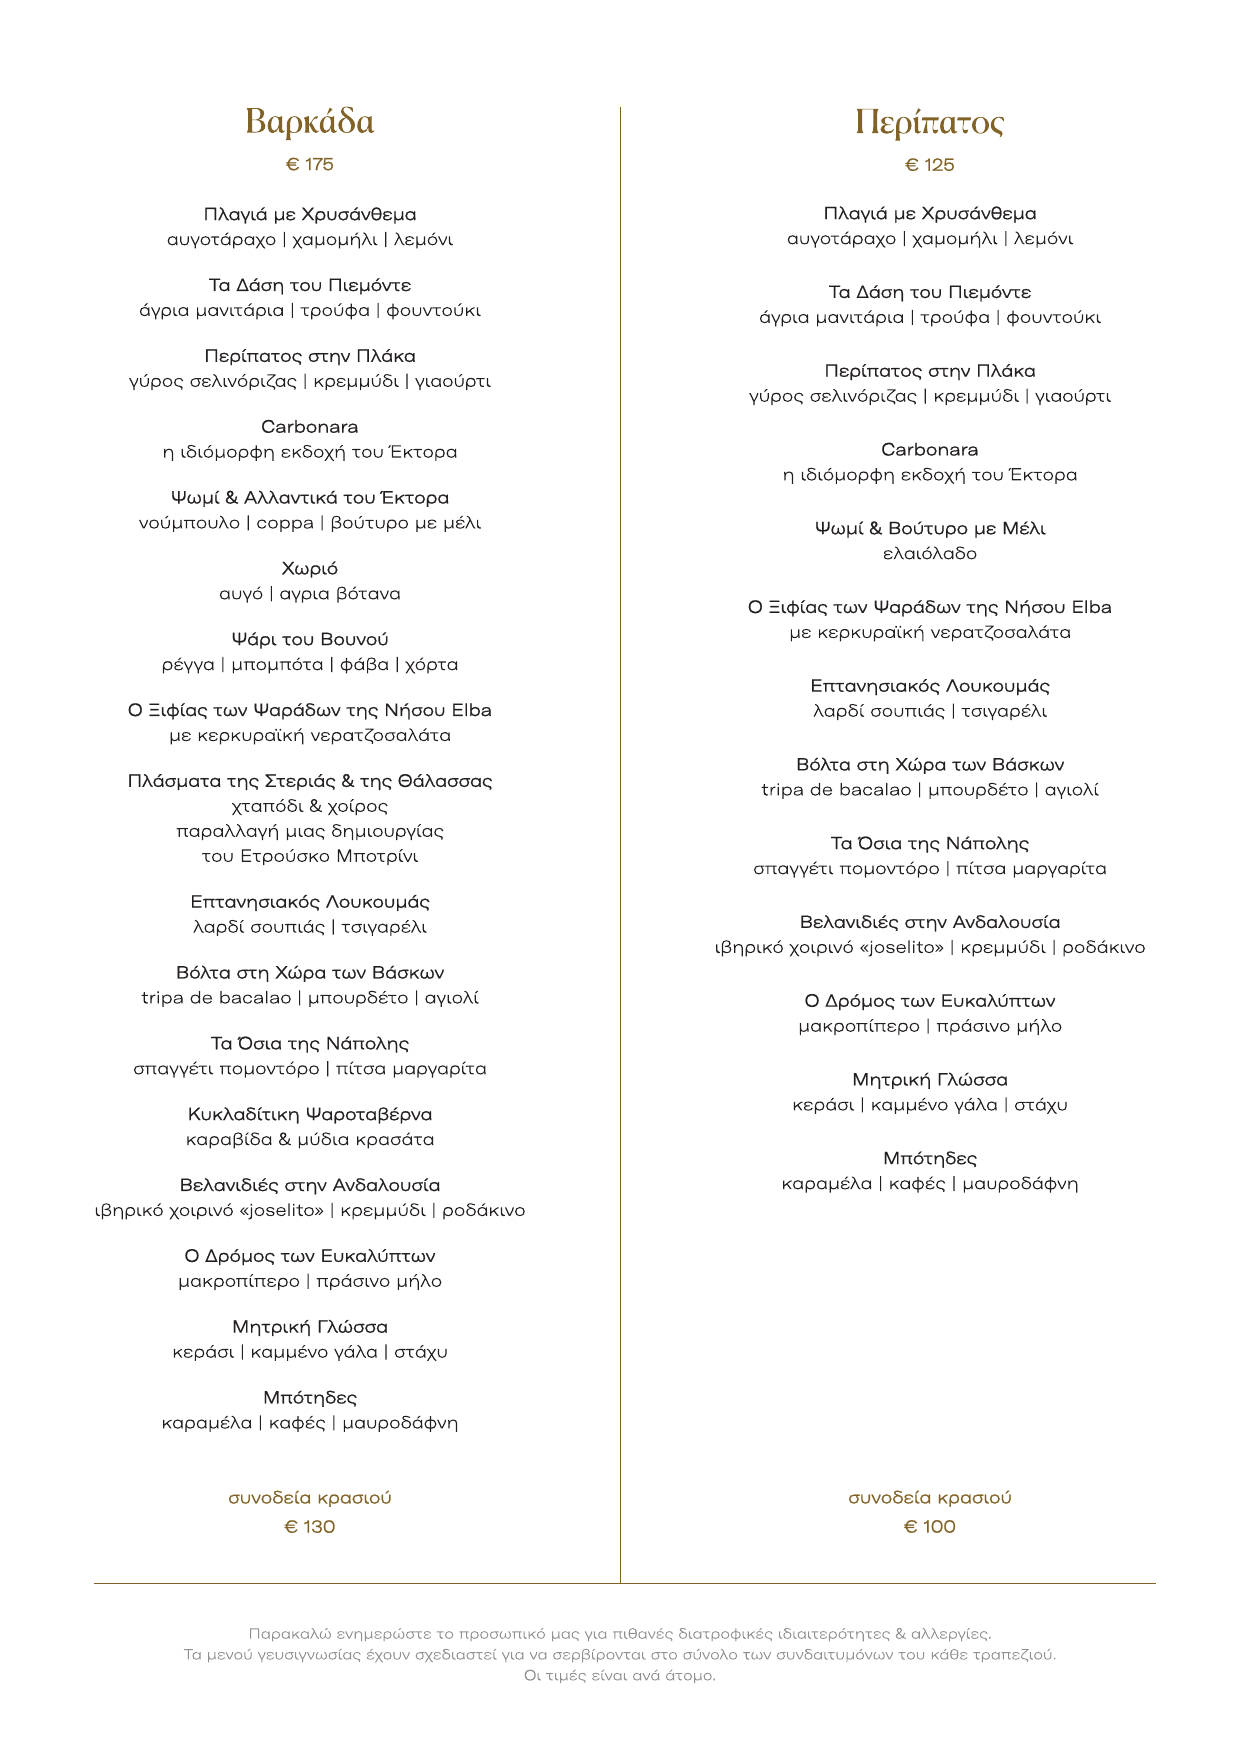 Βαρκάδα
€ 175
Πλαγιά με Χρυσάνθεμα
αυγοτάραχο | χαμομήλι | λεμόνι
Τα Δάση του Πιεμόντε
άγρια μανιτάρια | τρούφα | φουντούκι
Περίπατος στην Πλάκα
γύρος σελινόριζας | κρεμμύδι | γιαούρτι
Carbonara
η ιδιόμορφη εκδοχή του Έκτορα
Ψωμί & Αλλαντικά του Έκτορα
νούμπουλο | coppa | βούτυρο με μέλι
Χωριό
αυγό | αγρια βότανα
Ψάρι του Βουνού
ρέγγα | μπομπότα | φάβα | χόρτα
Ο Ξιφίας των Ψαράδων της Νήσου Elba
με κερκυραϊκή νερατζοσαλάτα
Πλάσματα της Στεριάς & της Θάλασσας
χταπόδι & χοίρος
παραλλαγή μιας δημιουργίας
του Ετρούσκο Μποτρίνι
Επτανησιακός Λουκουμάς
λαρδί σουπιάς | τσιγαρέλι
Βόλτα στη Χώρα των Βάσκων
tripa de bacalao | μπουρδέτο | αγιολί
Τα Όσια της Νάπολης
σπαγγέτι πομοντόρο | πίτσα μαργαρίτα
Κυκλαδίτικη Ψαροταβέρνα
καραβίδα & μύδια κρασάτα
Βελανιδιές στην Ανδαλουσία
ιβηρικό χοιρινό «joselito» | κρεμμύδι | ροδάκινο
Ο Δρόμος των Ευκαλύπτων
μακροπίπερο | πράσινο μήλο
Μητρική Γλώσσα
κεράσι | καμμένο γάλα | στάχυ
Μπότηδες
καραμέλα | καφές | μαυροδάφνη
συνοδεία κρασιού
€ 130
Περίπατος
€ 125
Πλαγιά με Χρυσάνθεμα
αυγοτάραχο | χαμομήλι | λεμόνι
Τα Δάση του Πιεμόντε
άγρια μανιτάρια | τρούφα | φουντούκι
Περίπατος στην Πλάκα
γύρος σελινόριζας | κρεμμύδι | γιαούρτι
Carbonara
η ιδιόμορφη εκδοχή του Έκτορα
Ψωμί & Βούτυρο με Μέλι
ελαιόλαδο
Ο Ξιφίας των Ψαράδων της Νήσου Elba
με κερκυραϊκή νερατζοσαλάτα
Επτανησιακός Λουκουμάς
λαρδί σουπιάς | τσιγαρέλι
Βόλτα στη Χώρα των Βάσκων
tripa de bacalao | μπουρδέτο | αγιολί
Τα Όσια της Νάπολης
σπαγγέτι πομοντόρο | πίτσα μαργαρίτα
Βελανιδιές στην Ανδαλουσία
ιβηρικό χοιρινό «joselito» | κρεμμύδι | ροδάκινο
Ο Δρόμος των Ευκαλύπτων
μακροπίπερο | πράσινο μήλο
Μητρική Γλώσσα
κεράσι | καμμένο γάλα | στάχυ
Μπότηδες
καραμέλα | καφές | μαυροδάφνη
συνοδεία κρασιού
€ 100
Παρακαλώ ενημερώστε το προσωπικό μας για πιθανές διατροφικές ιδιαιτερότητες & αλλεργίες.
Τα μενού γευσιγνωσίας έχουν σχεδιαστεί για να σερβίρονται στο σύνολο των συνδαιτυμόνων του κάθε τραπεζιού.
Οι τιμές είναι ανά άτομο.